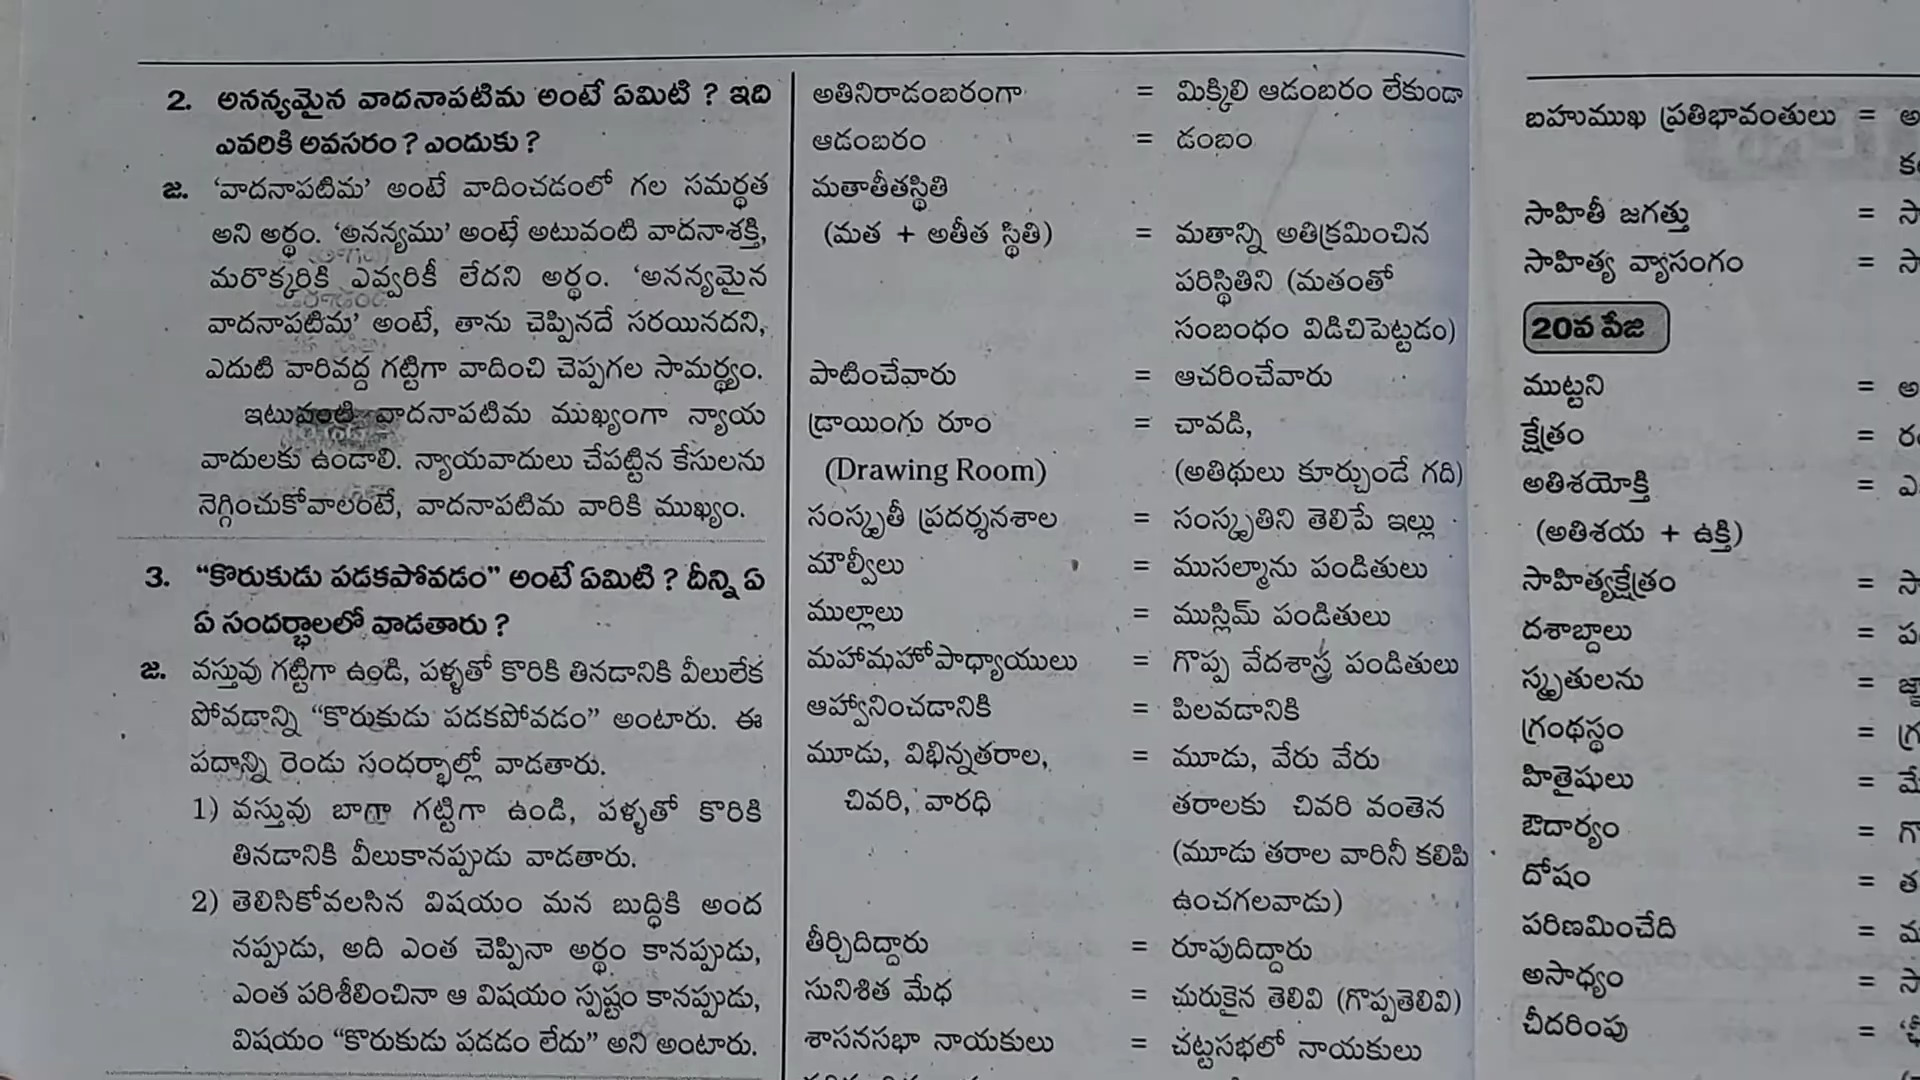 2. అనన్యమైన వాదనాపటిమ అంటే ఏమిటి ? ఇది
ఎవరికి అవసరం ? ఎందుకు ?
జ. ‘వాదనాపటిమ’ అంటే వాదించడంలో గల సమర్థత
అని అర్థం. ‘అనన్యము’ అంటే అటువంటి వాదనాశక్తి,
మరొక్కరికి ఎవ్వరికీ లేదని అర్థం. ‘అనన్యమైన
వాదనాపటిమ’ అంటే, తాను చెప్పినదే సరయినదని,
ఎదుటి వారివద్ద గట్టిగా వాదించి చెప్పగల సామర్థ్యం.
ఇటువంటి వాదనాపటిమ ముఖ్యంగా న్యాయ
వాదులకు ఉండాలి. న్యాయవాదులు చేపట్టిన కేసులను
నెగ్గించుకోవాలంటే, వాదనాపటిమ వారికి ముఖ్యం.
3. “కొరుకుడు పడకపోవడం” అంటే ఏమిటి ? దీన్ని ఏ
ఏ సందర్భాలలో వాడతారు ?
జ. వస్తువు గట్టిగా ఉండి, పళ్ళతో కొరికి తినడానికి వీలులేక
పోవడాన్ని “కొరుకుడు పడకపోవడం” అంటారు. ఈ
పదాన్ని రెండు సందర్భాల్లో వాడతారు.
1) వస్తువు బాగా గట్టిగా ఉండి, పళ్ళతో కొరికి
తినడానికి వీలుకానప్పుడు వాడతారు.
2) తెలిసికోవలసిన విషయం మన బుద్ధికి అంద
నప్పుడు, అది ఎంత చెప్పినా అర్థం కానప్పుడు,
ఎంత పరిశీలించినా ఆ విషయం స్పష్టం కానప్పుడు,
విషయం “కొరుకుడు పడడం లేదు” అని అంటారు.
అతినిరాడంబరంగా = మిక్కిలి ఆడంబరం లేకుండా
ఆడంబరం = డంబం
మతాతీతస్థితి
(మత + అతీత స్థితి) = మతాన్ని అతిక్రమించిన
పరిస్థితిని (మతంతో
సంబంధం విడిచిపెట్టడం)
పాటించేవారు = ఆచరించేవారు
డ్రాయింగు రూం = చావడి,
(Drawing Room) (అతిథులు కూర్చుండే గది)
సంస్కృతీ ప్రదర్శనశాల = సంస్కృతిని తెలిపే ఇల్లు
మౌల్వీలు = ముసల్మాను పండితులు
ముల్లాలు = ముస్లిమ్ పండితులు
మహామహోపాధ్యాయులు = గొప్ప వేదశాస్త్ర పండితులు
ఆహ్వానించడానికి = పిలవడానికి
మూడు, విభిన్నతరాల, = మూడు, వేరు వేరు
చివరి, వారధి తరాలకు చివరి వంతెన
(మూడు తరాల వారినీ కలిపి
ఉంచగలవాడు)
తీర్చిదిద్దారు = రూపుదిద్దారు
సునిశిత మేధ = చురుకైన తెలివి (గొప్పతెలివి)
శాసనసభా నాయకులు = చట్టసభలో నాయకులు
బహుముఖ ప్రతిభావంతులు =
సాహితీ జగత్తు =
సాహిత్య వ్యాసంగం =
20వ పేజి
ముట్టని =
క్షేత్రం =
అతిశయోక్తి =
(అతిశయ + ఉక్తి)
సాహిత్యక్షేత్రం =
దశాబ్దాలు =
స్మృతులను =
గ్రంథస్థం =
హితైషులు =
ఔదార్యం =
దోషం =
పరిణమించేది =
అసాధ్యం =
చీదరింపు =